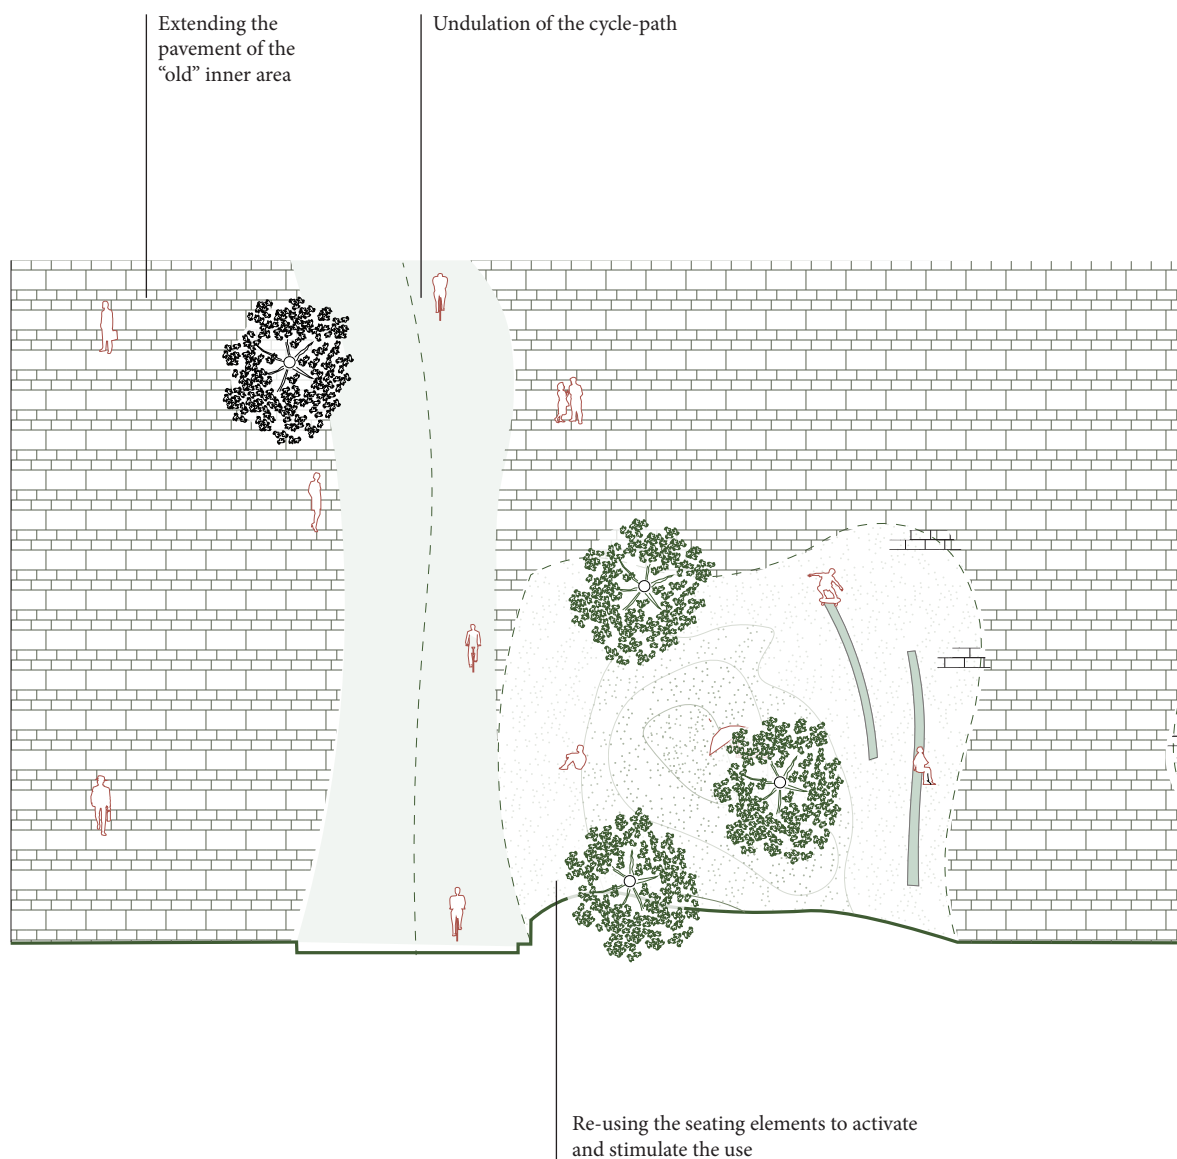 Extending the
pavement of the
“old” inner area
Undulation of the cycle-path
Re-using the seating elements to activate
and stimulate the use